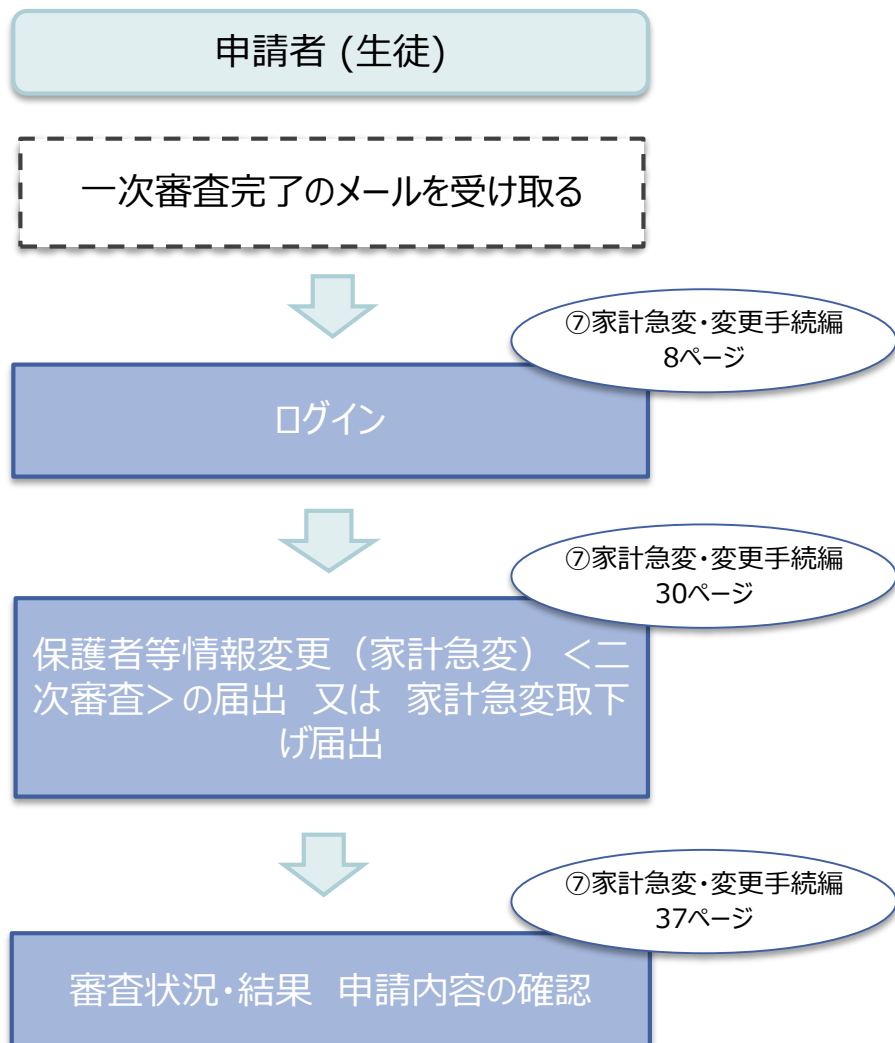 申請者 (生徒)
一次審査完了のメールを受け取る
⑦家計急変・変更手続編
8ページ
ログイン
⑦家計急変・変更手続編
30ページ
保護者等情報変更（家計急変）＜二
次審査＞の届出　又は　家計急変取下
げ届出
⑦家計急変・変更手続編
37ページ
審査状況・結果　申請内容の確認